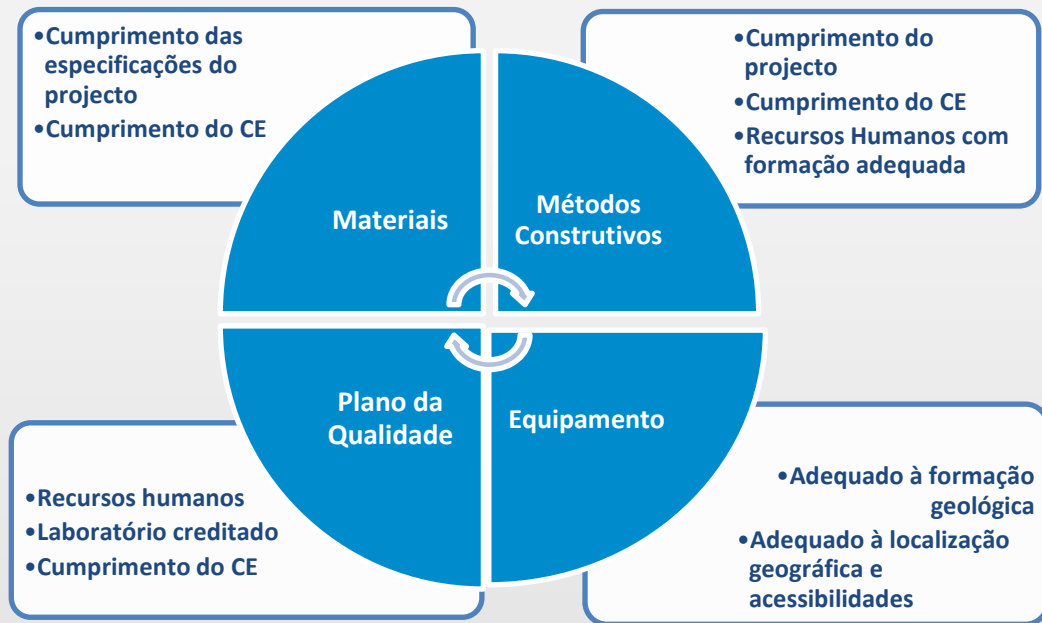 •Cumprimento das
especificações do
projecto
•Cumprimento do CE
•Cumprimento do
projecto
•Cumprimento do CE
•Recursos Humanos com
formação adequada
Materiais
Métodos
Construtivos
Plano da
Qualidade
Equipamento
•Recursos humanos
•Laboratório creditado
•Cumprimento do CE
•Adequado à formação
geológica
•Adequado à localização
geográfica e
acessibilidades